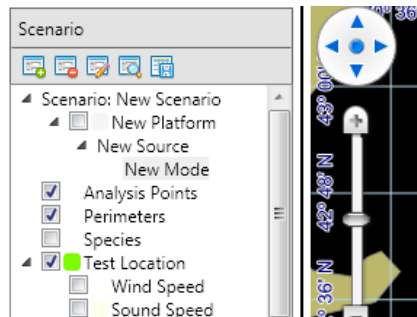 Scenario
Scenario: New Scenario
New Platform
New Source
New Mode
Analysis Points
Perimeters
Species
Test Location
Wind Speed
Sound Speed
36
43° 00'
42° 48' N
36' N